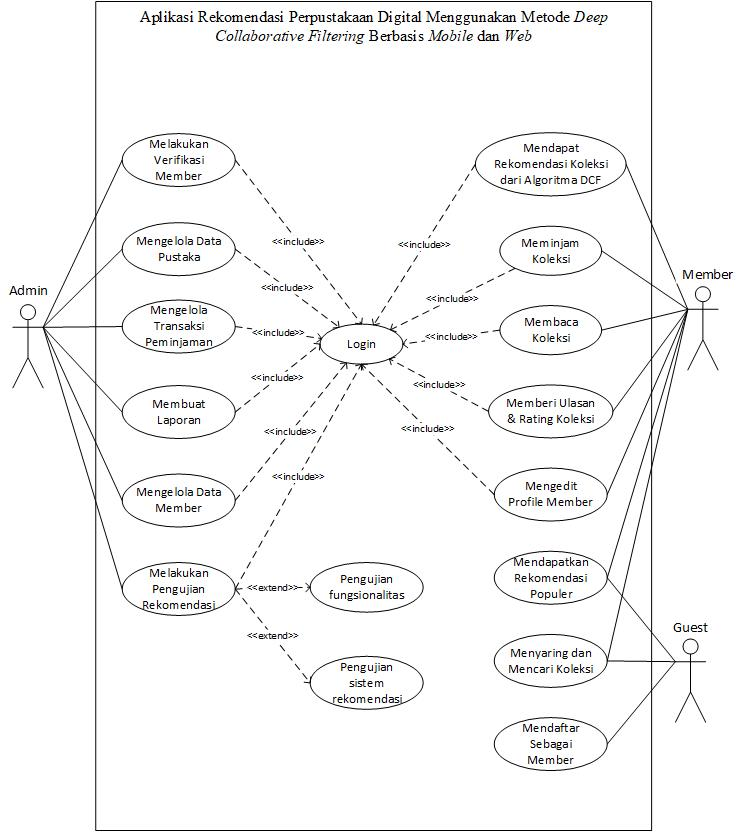 Aplikasi Rekomendasi Perpustakaan Digital Menggunakan Metode Deep
Collaborative Filtering Berbasis Mobile dan Web
Melakukan
Verifikasi
Member
Mendapat
Rekomendasi Koleksi
dari Algoritma DCF
<<include>>
<<include>>
Mengelola Data
Pustaka
Meminjam
Koleksi
Admin
Member
<<include>>
<<include>>
Mengelola
Transaksi
Peminjaman
<<include>>
Login
<<include>>
Membaca
Koleksi
<<include>>
<<include>>
Membuat
Laporan
Memberi Ulasan
& Rating Koleksi
<<include>>
<<include>>
<<include>>
Mengelola Data
Member
Mengedit
Profile Member
Melakukan
Pengujian
Rekomendasi
<<extend>>
Pengujian
fungsionalitas
Mendapatkan
Rekomendasi
Populer
<<extend>>
Guest
Pengujian
sistem
rekomendasi
Menyaring dan
Mencari Koleksi
Mendaftar
Sebagai
Member